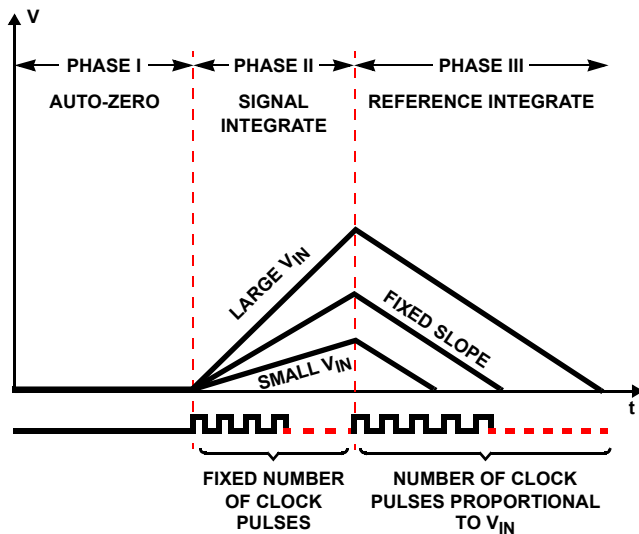 V
PHASE I
PHASE II
PHASE III
AUTO-ZERO
SIGNAL
INTEGRATE
REFERENCE INTEGRATE
LARGE VIN
FIXED SLOPE
SMALL VIN
t
FIXED NUMBER
OF CLOCK
PULSES
NUMBER OF CLOCK
PULSES PROPORTIONAL
TO VIN